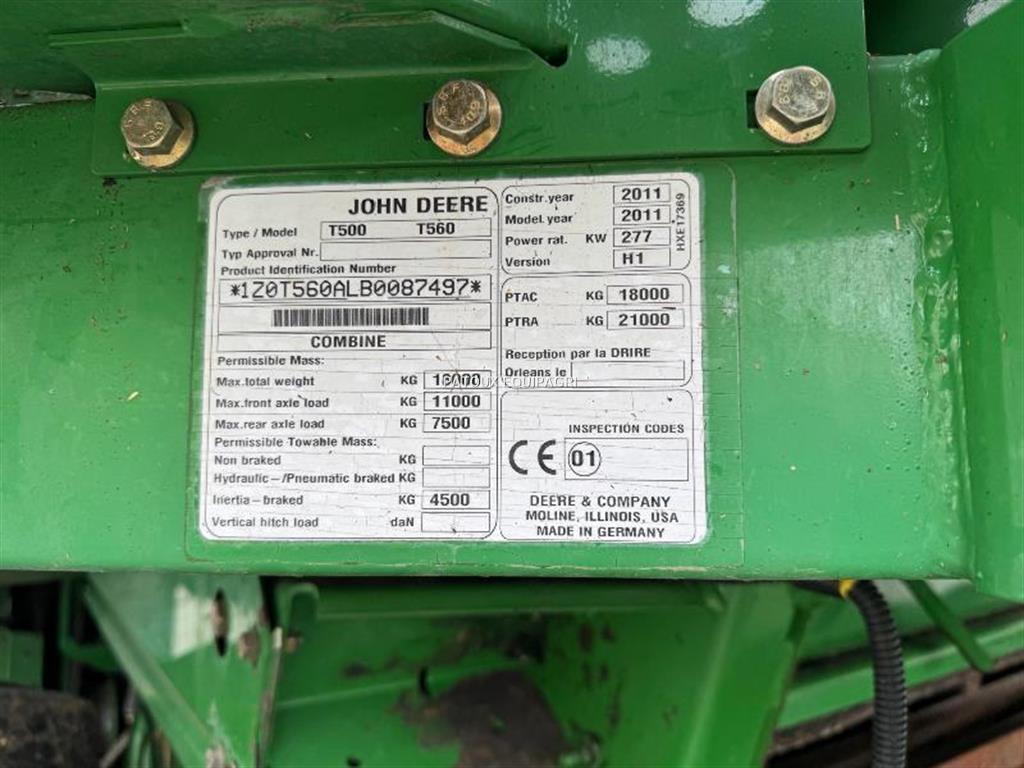 JOHN DEERE
Type / Model T500 T560
Typ Approval Nr.
Product Identification Number
*1Z0T560ALB0087497*
COMBINE
Permissible Mass:
Max.total weight KG 18000
Max.front axle load KG 11000
Max.rear axle load KG 7500
Permissible Towable Mass:
Non braked KG
Hydraulic-/Pneumatic braked KG
Inertia-braked KG 4500
Vertical hitch load daN
Constr.year 2011
Model.year 2011
Power rat. KW 277
Version H1
HXE17369
PTAC KG 18000
PTRA KG 21000
Reception par la DRIRE
Orleans le
INSPECTION CODES
CE 01
DEERE & COMPANY
MOLINE, ILLINOIS, USA
MADE IN GERMANY
PATOUX EQUIPAGRI